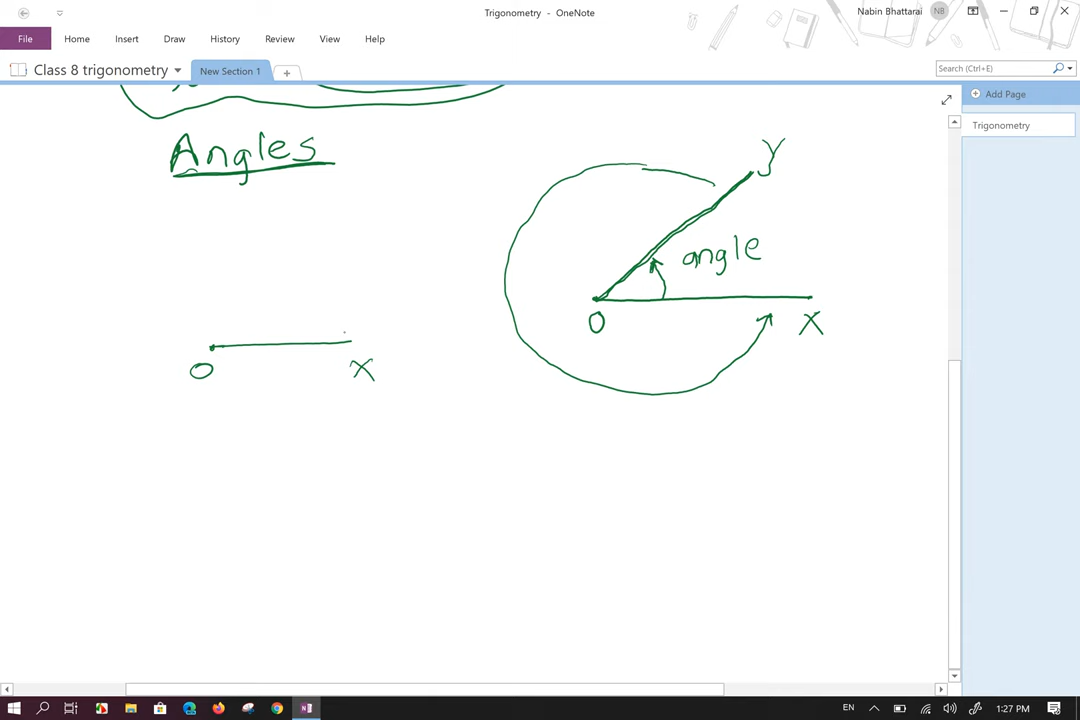 Trigonometry - OneNote
Nabin Bhattarai
NB
File
Home
Insert
Draw
History
Review
View
Help
Class 8 trigonometry
New Section 1
Search (Ctrl+E)
Add Page
Trigonometry
Angles
y
angle
O
X
O
X
EN
1:27 PM